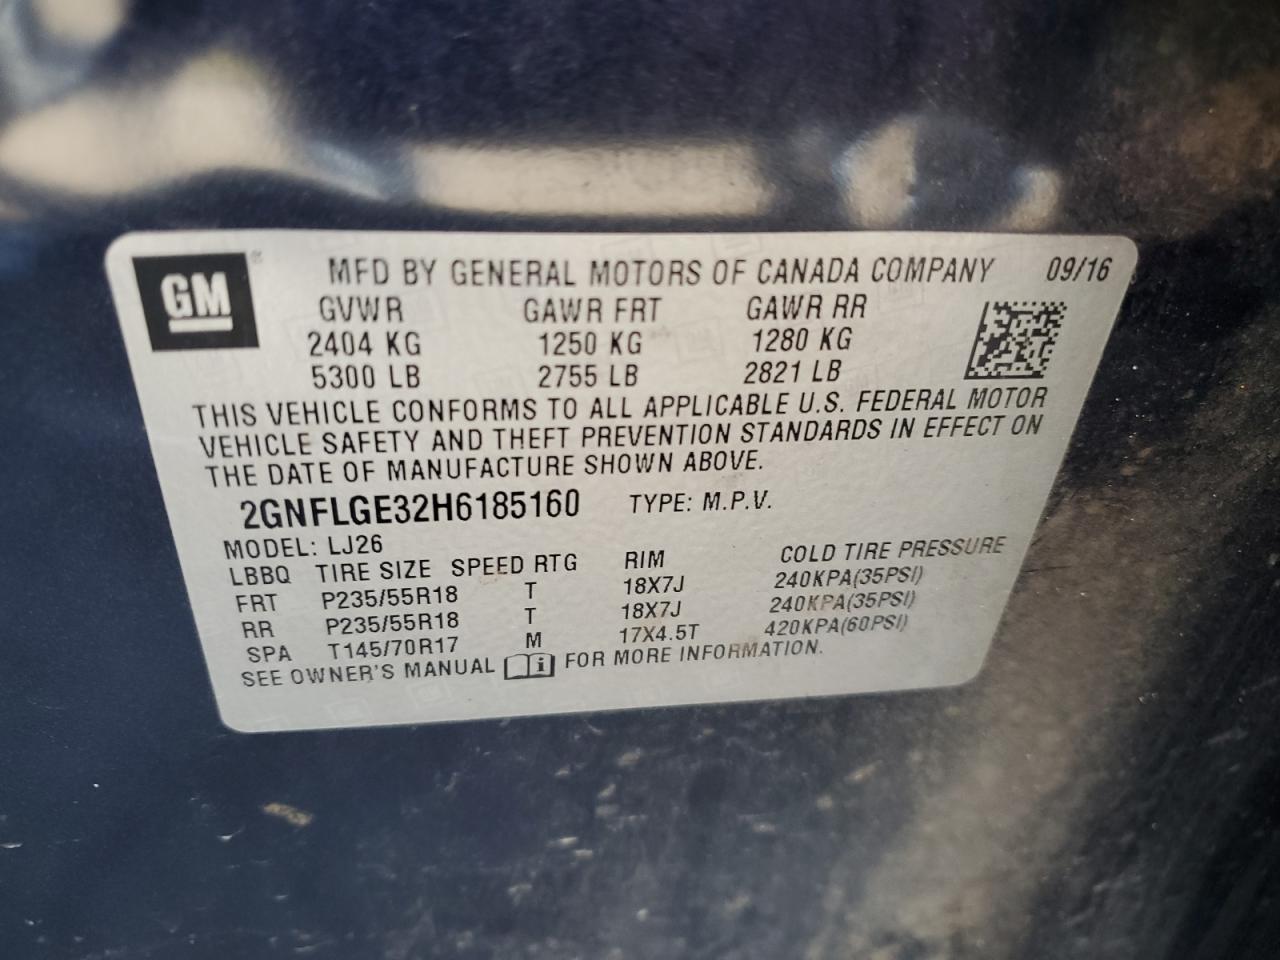 GM ®
MFD BY GENERAL MOTORS OF CANADA COMPANY 09/16
GVWR GAWR FRT GAWR RR
2404 KG 1250 KG 1280 KG
5300 LB 2755 LB 2821 LB
THIS VEHICLE CONFORMS TO ALL APPLICABLE U.S. FEDERAL MOTOR
VEHICLE SAFETY AND THEFT PREVENTION STANDARDS IN EFFECT ON
THE DATE OF MANUFACTURE SHOWN ABOVE.
2GNFLGE32H6185160 TYPE: M.P.V.
MODEL: LJ26
LBBQ TIRE SIZE SPEED RTG RIM COLD TIRE PRESSURE
FRT P235/55R18 T 18X7J 240KPA(35PSI)
RR P235/55R18 T 18X7J 240KPA(35PSI)
SPA T145/70R17 M 17X4.5T 420KPA(60PSI)
SEE OWNER'S MANUAL i FOR MORE INFORMATION.